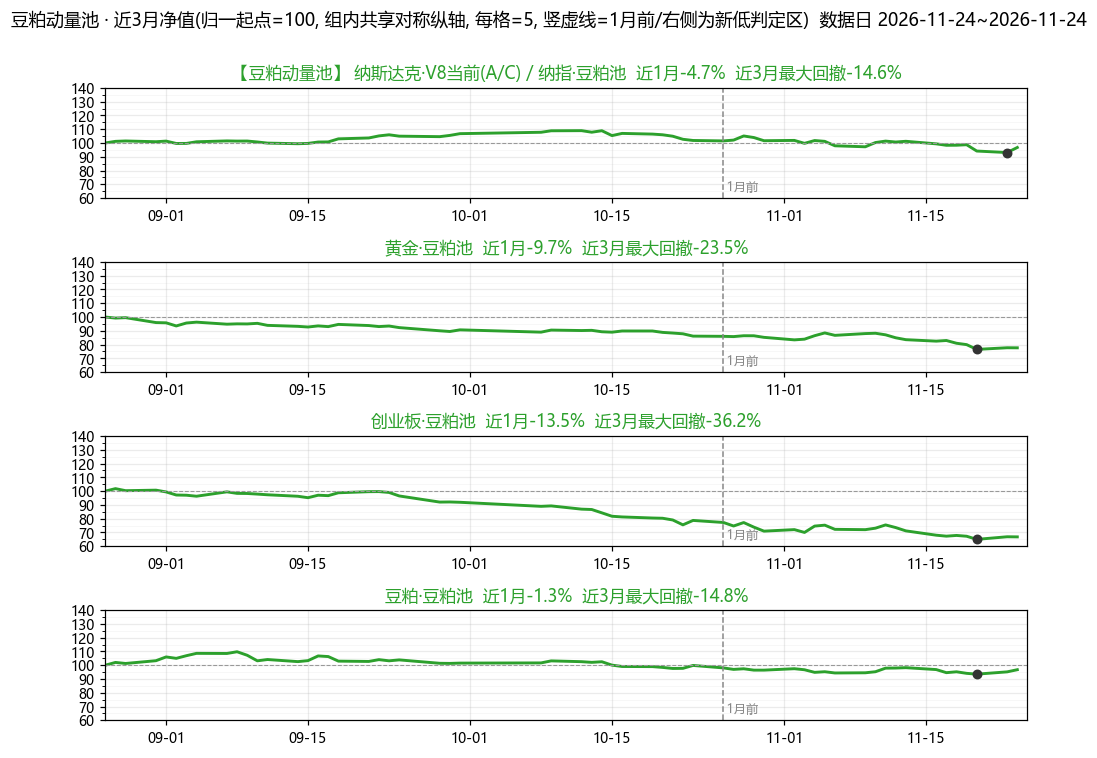 豆粕动量池 · 近3月净值(归一起点=100, 组内共享对称纵轴, 每格=5, 竖虚线=1月前/右侧为新低判定区)  数据日 2026-11-24~2026-11-24
【豆粕动量池】 纳斯达克·V8当前(A/C) / 纳指·豆粕池  近1月-4.7%  近3月最大回撤-14.6%
140
130
120
110
100
90
80
70
60
1月前
09-01 09-15 10-01 10-15 11-01 11-15
黄金·豆粕池  近1月-9.7%  近3月最大回撤-23.5%
140
130
120
110
100
90
80
70
60
1月前
09-01 09-15 10-01 10-15 11-01 11-15
创业板·豆粕池  近1月-13.5%  近3月最大回撤-36.2%
140
130
120
110
100
90
80
70
60
1月前
09-01 09-15 10-01 10-15 11-01 11-15
豆粕·豆粕池  近1月-1.3%  近3月最大回撤-14.8%
140
130
120
110
100
90
80
70
60
1月前
09-01 09-15 10-01 10-15 11-01 11-15